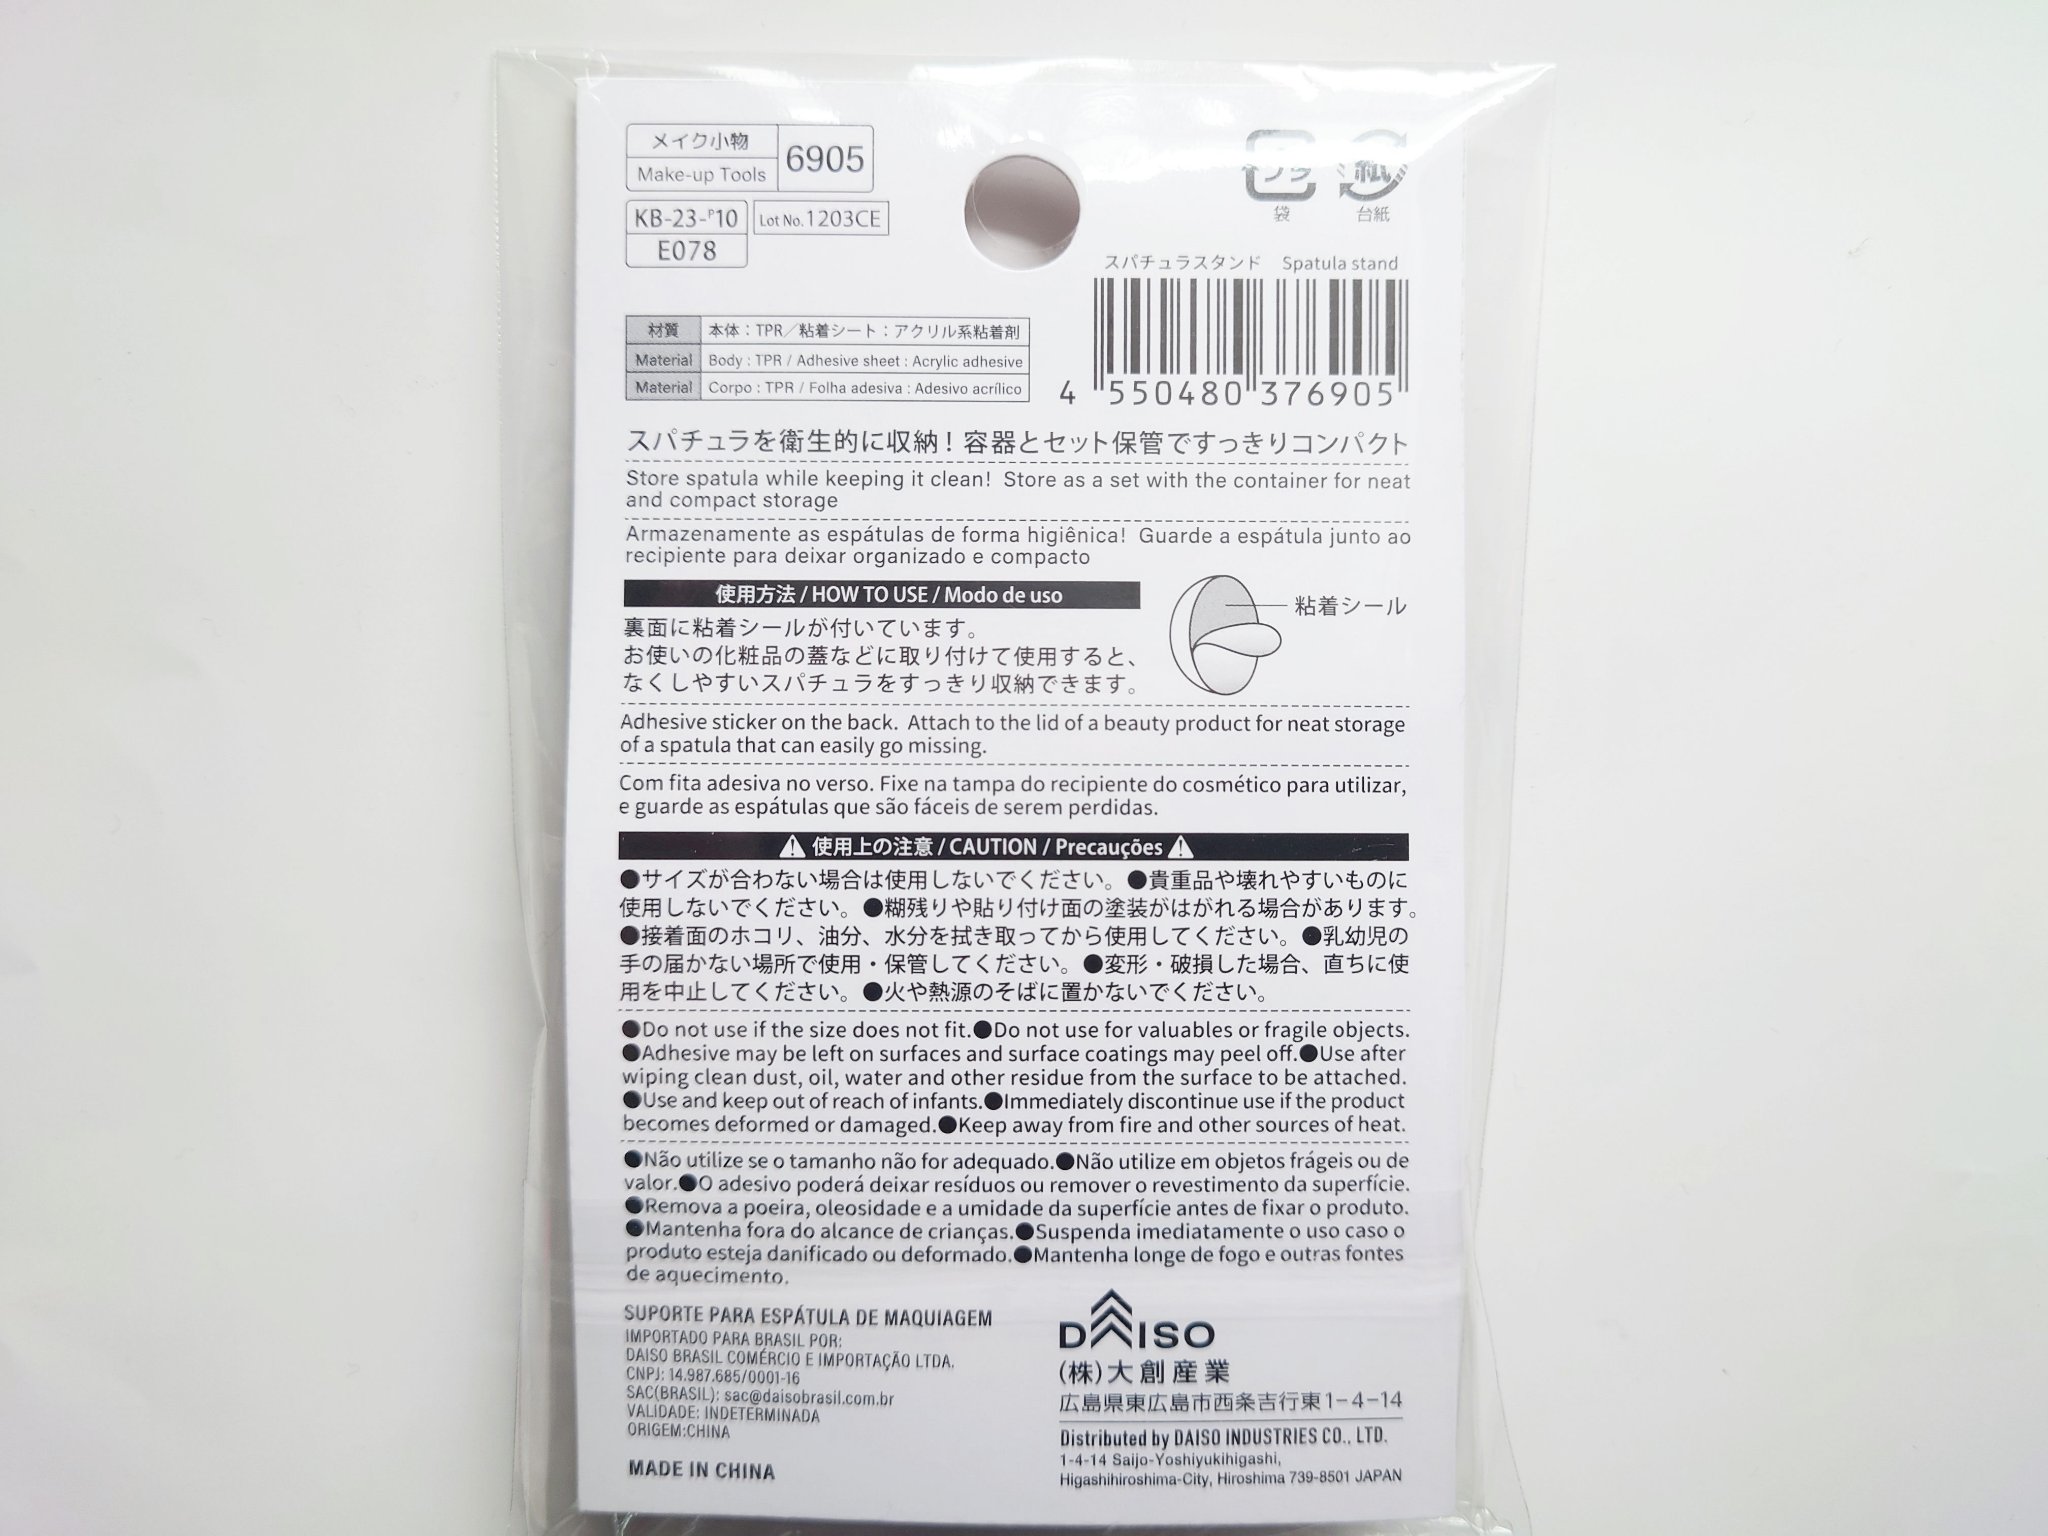 メイク小物
Make-up Tools
6905
KB-23-P10
E078
Lot No. 1203CE
プラ
袋
紙
台紙
スパチュラスタンド Spatula stand
4 550480 376905
材質 本体：TPR／粘着シート：アクリル系粘着剤
Material Body : TPR / Adhesive sheet : Acrylic adhesive
Material Corpo : TPR / Folha adesiva : Adesivo acrílico
スパチュラを衛生的に収納！容器とセット保管ですっきりコンパクト
Store spatula while keeping it clean! Store as a set with the container for neat
and compact storage
Armazenamente as espátulas de forma higiênica! Guarde a espátula junto ao
recipiente para deixar organizado e compacto
使用方法 / HOW TO USE / Modo de uso
粘着シール
裏面に粘着シールが付いています。
お使いの化粧品の蓋などに取り付けて使用すると、
なくしやすいスパチュラをすっきり収納できます。
Adhesive sticker on the back. Attach to the lid of a beauty product for neat storage
of a spatula that can easily go missing.
Com fita adesiva no verso. Fixe na tampa do recipiente do cosmético para utilizar,
e guarde as espátulas que são fáceis de serem perdidas.
使用上の注意 / CAUTION / Precauções
●サイズが合わない場合は使用しないでください。●貴重品や壊れやすいものに
使用しないでください。●糊残りや貼り付け面の塗装がはがれる場合があります。
●接着面のホコリ、油分、水分を拭き取ってから使用してください。●乳幼児の
手の届かない場所で使用・保管してください。●変形・破損した場合、直ちに使
用を中止してください。●火や熱源のそばに置かないでください。
●Do not use if the size does not fit.●Do not use for valuables or fragile objects.
●Adhesive may be left on surfaces and surface coatings may peel off.●Use after
wiping clean dust, oil, water and other residue from the surface to be attached.
●Use and keep out of reach of infants.●Immediately discontinue use if the product
becomes deformed or damaged.●Keep away from fire and other sources of heat.
●Não utilize se o tamanho não for adequado.●Não utilize em objetos frágeis ou de
valor.●O adesivo poderá deixar resíduos ou remover o revestimento da superfície.
●Remova a poeira, oleosidade e a umidade da superfície antes de fixar o produto.
●Mantenha fora do alcance de crianças.●Suspenda imediatamente o uso caso o
produto esteja danificado ou deformado.●Mantenha longe de fogo e outras fontes
de aquecimento.
SUPORTE PARA ESPÁTULA DE MAQUIAGEM
IMPORTADO PARA BRASIL POR:
DAISO BRASIL COMÉRCIO E IMPORTAÇÃO LTDA.
CNPJ: 14.987.685/0001-16
SAC(BRASIL): sac@daisobrasil.com.br
VALIDADE: INDETERMINADA
ORIGEM:CHINA
MADE IN CHINA
DAISO
(株)大創産業
広島県東広島市西条吉行東1-4-14
Distributed by DAISO INDUSTRIES CO., LTD.
1-4-14 Saijo-Yoshiyukihigashi,
Higashihiroshima-City, Hiroshima 739-8501 JAPAN